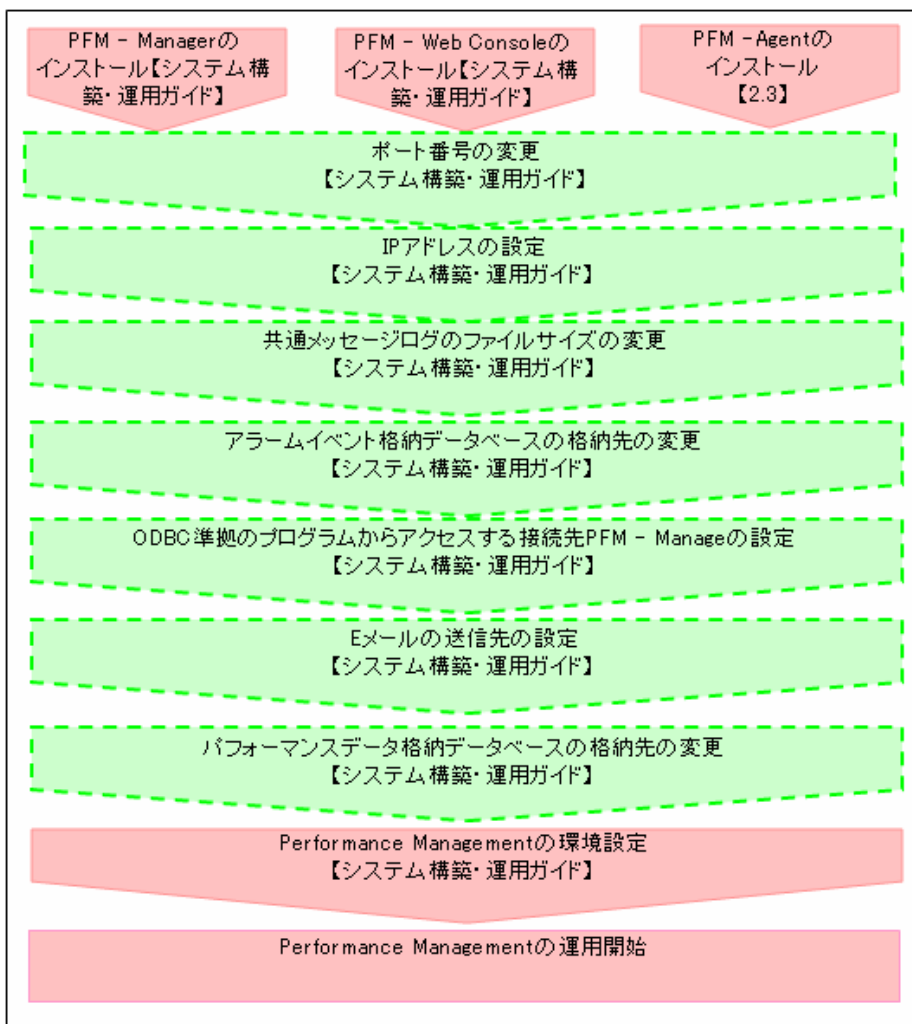 PFM - Managerの
インストール【システム構
築・運用ガイド】
PFM - Web Consoleの
インストール【システム構
築・運用ガイド】
PFM -Agentの
インストール
【2.3】
ポート番号の変更
【システム構築・運用ガイド】
IPアドレスの設定
【システム構築・運用ガイド】
共通メッセージログのファイルサイズの変更
【システム構築・運用ガイド】
アラームイベント格納データベースの格納先の変更
【システム構築・運用ガイド】
ODBC準拠のプログラムからアクセスする接続先PFM - Manageの設定
【システム構築・運用ガイド】
Eメールの送信先の設定
【システム構築・運用ガイド】
パフォーマンスデータ格納データベースの格納先の変更
【システム構築・運用ガイド】
Performance Managementの環境設定
【システム構築・運用ガイド】
Performance Managementの運用開始